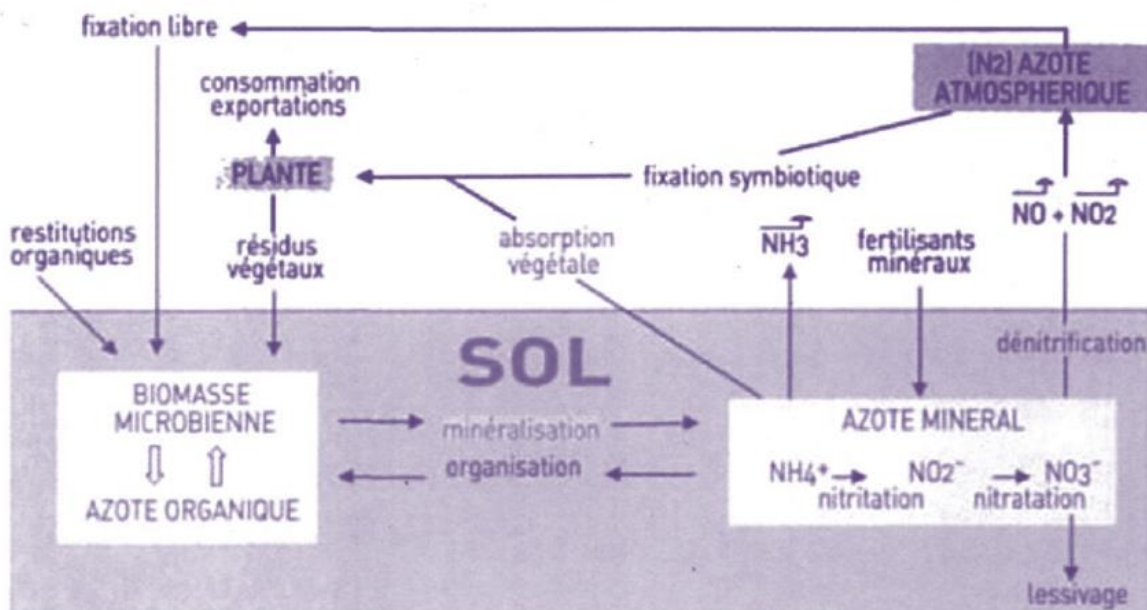 fixation libre
(N2) AZOTE
ATMOSPHERIQUE
consommation
exportations
PLANTE
fixation symbiotique
NO + NO2
restitutions
organiques
résidus
végétaux
absorption
végétale
NH3
fertilisants
minéraux
SOL
dénitrification
BIOMASSE
MICROBIENNE
AZOTE ORGANIQUE
minéralisation
organisation
AZOTE MINERAL
NH4+ NO2- NO3-
nitritation nitratation
lessivage